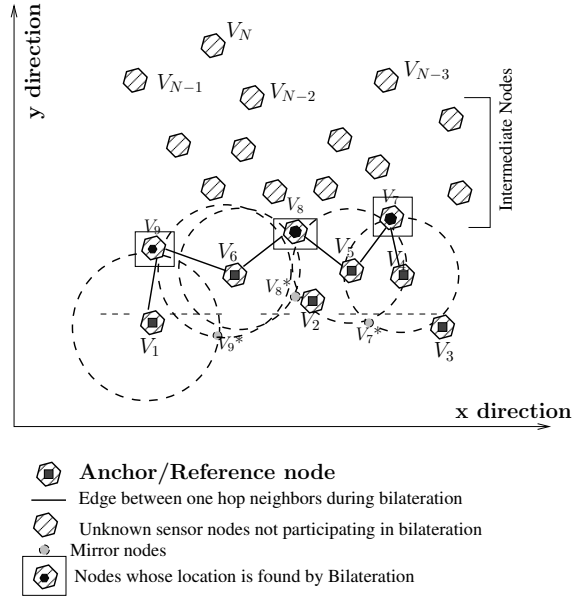 y direction
V_N
V_{N-1}
V_{N-2}
V_{N-3}
Intermediate Nodes
V_9
V_8
V_7
V_6
V_5
V_8*
V_2
V_1
V_9*
V_7*
V_3
x direction
Anchor/Reference node
Edge between one hop neighbors during bilateration
Unknown sensor nodes not participating in bilateration
Mirror nodes
Nodes whose location is found by Bilateration